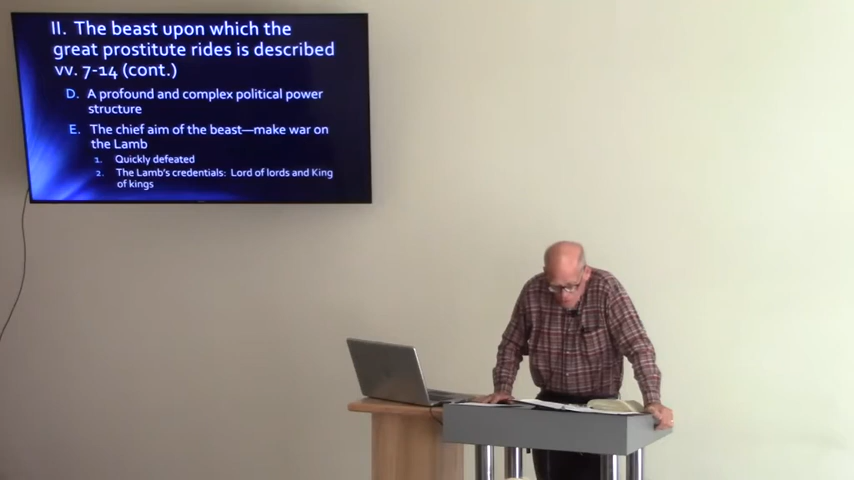 II. The beast upon which the
great prostitute rides is described
vv. 7-14 (cont.)
D. A profound and complex political power
structure
E. The chief aim of the beast—make war on
the Lamb
1. Quickly defeated
2. The Lamb's credentials: Lord of lords and King
of kings